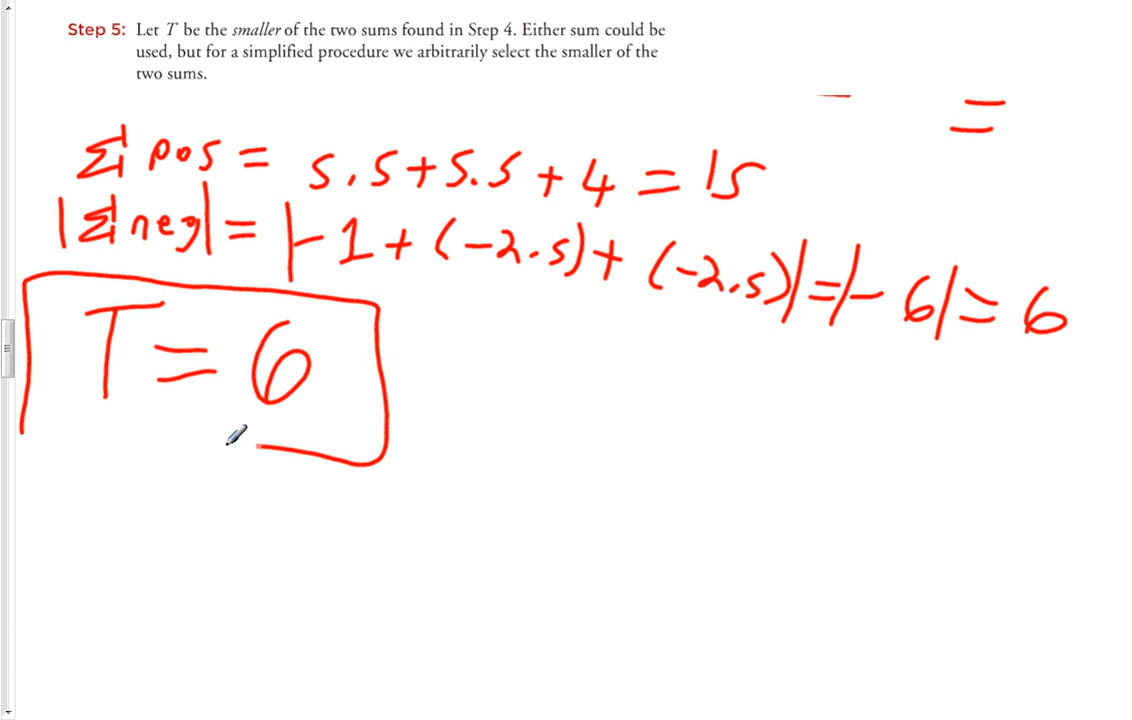 Step 5: Let T be the smaller of the two sums found in Step 4. Either sum could be
used, but for a simplified procedure we arbitrarily select the smaller of the
two sums.
=
Σ pos = 5.5+5.5+4=15
|Σ neg|= |-1+(-2.5)+(-2.5)|=|-6|=6
T=6